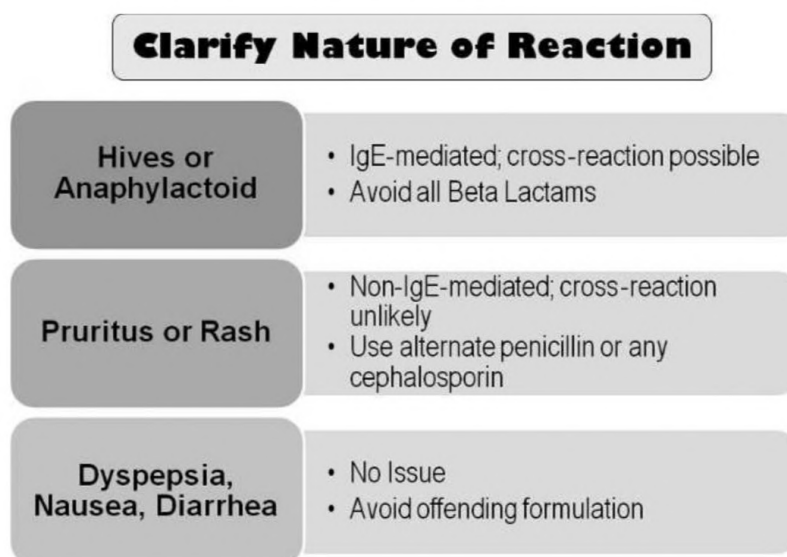 Clarify Nature of Reaction
Hives or
Anaphylactoid
• IgE-mediated; cross-reaction possible
• Avoid all Beta Lactams
Pruritus or Rash
• Non-IgE-mediated; cross-reaction
unlikely
• Use alternate penicillin or any
cephalosporin
Dyspepsia,
Nausea, Diarrhea
• No Issue
• Avoid offending formulation